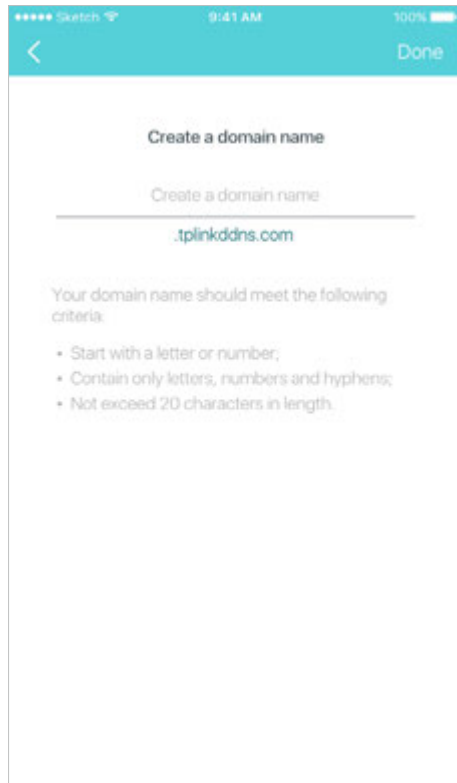 Sketch 9:41 AM 100%
Done
Create a domain name
Create a domain name
.tplinkddns.com
Your domain name should meet the following
criteria:
• Start with a letter or number;
• Contain only letters, numbers and hyphens;
• Not exceed 20 characters in length.